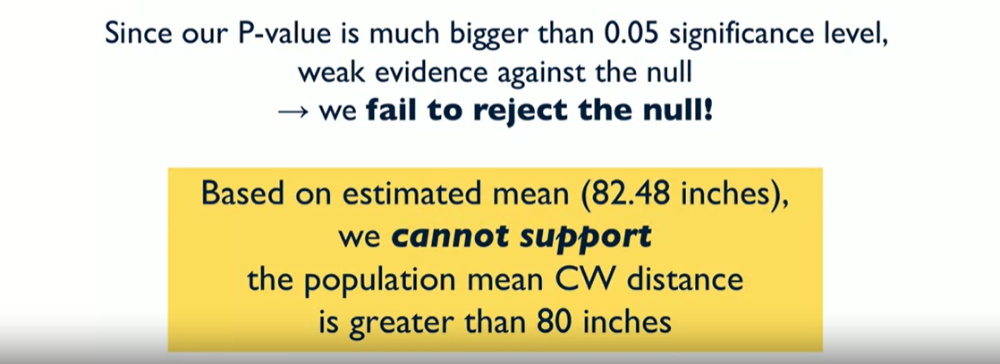 Since our P-value is much bigger than 0.05 significance level,
weak evidence against the null
→ we fail to reject the null!
Based on estimated mean (82.48 inches),
we cannot support
the population mean CW distance
is greater than 80 inches